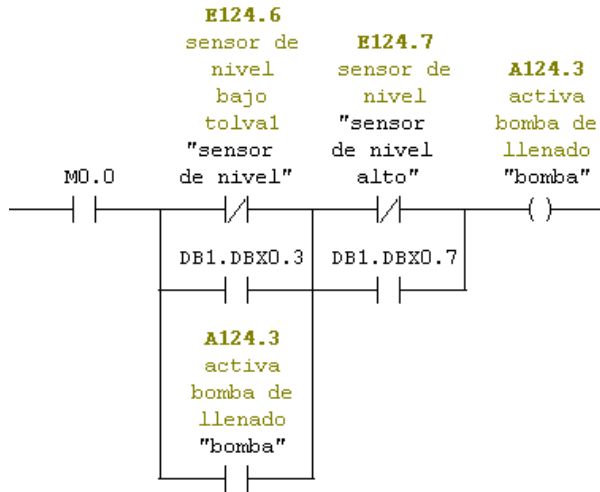 E124.6
sensor de
nivel
bajo
tolva1
"sensor
de nivel"
E124.7
sensor de
nivel
"sensor
de nivel
alto"
A124.3
activa
bomba de
llenado
"bomba"
M0.0
DB1.DBX0.3
DB1.DBX0.7
A124.3
activa
bomba de
llenado
"bomba"